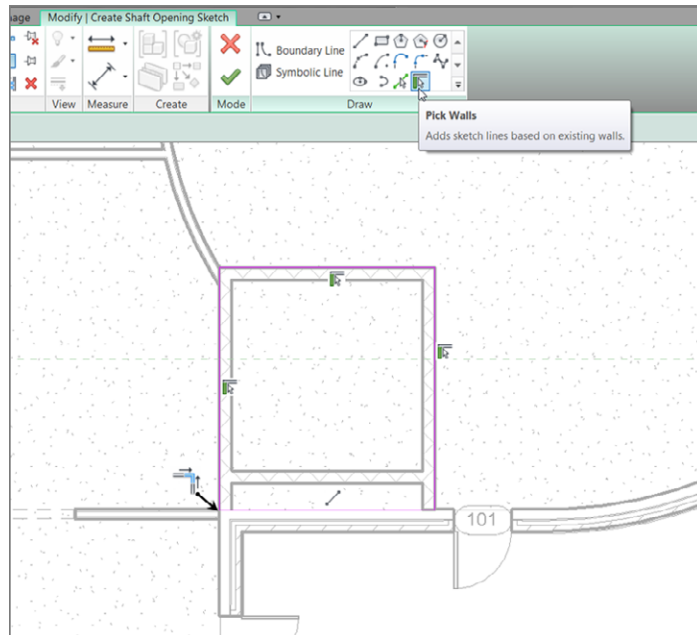 age
Modify | Create Shaft Opening Sketch
Boundary Line
Symbolic Line
View
Measure
Create
Mode
Draw
Pick Walls
Adds sketch lines based on existing walls.
101